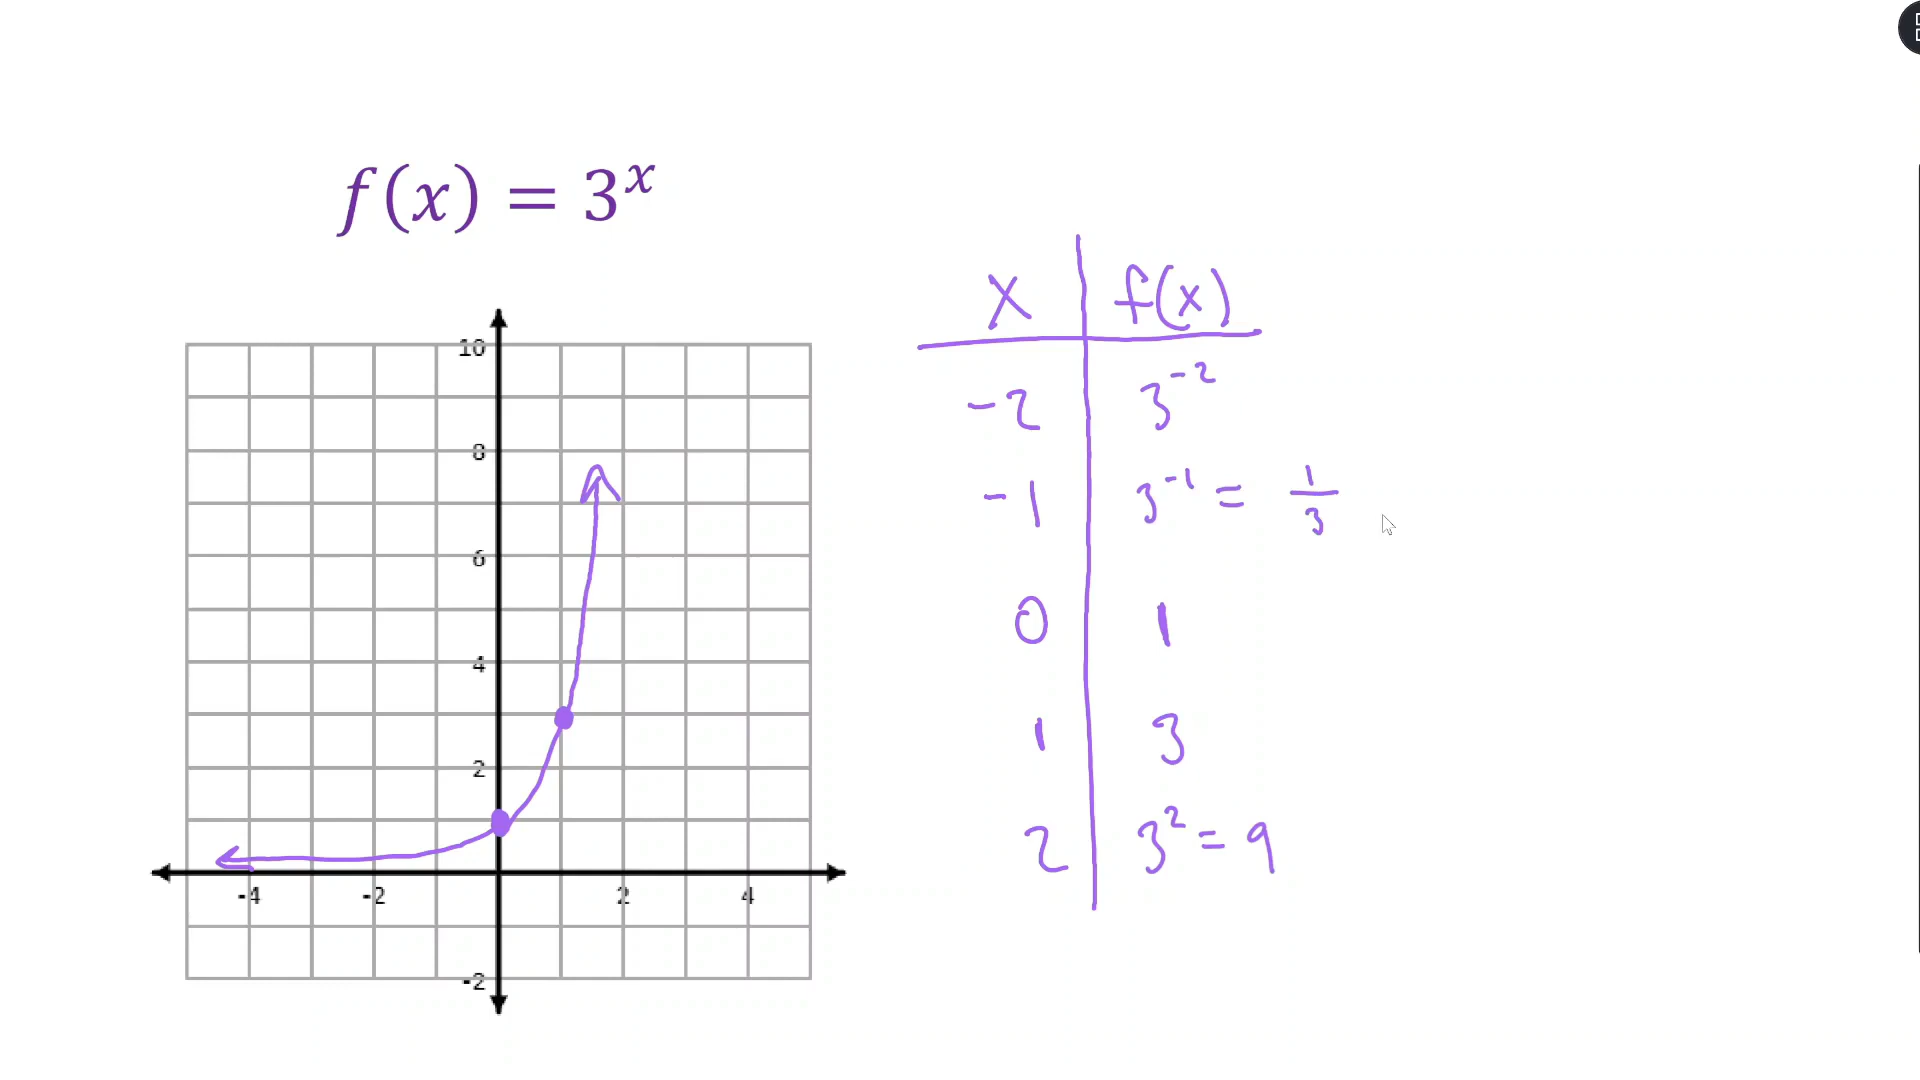 f(x) = 3^x
x f(x)
-2 3^-2
-1 3^-1 = 1/3
0 1
1 3
2 3^2 = 9
10
8
6
4
2
-4 -2 2 4
-2